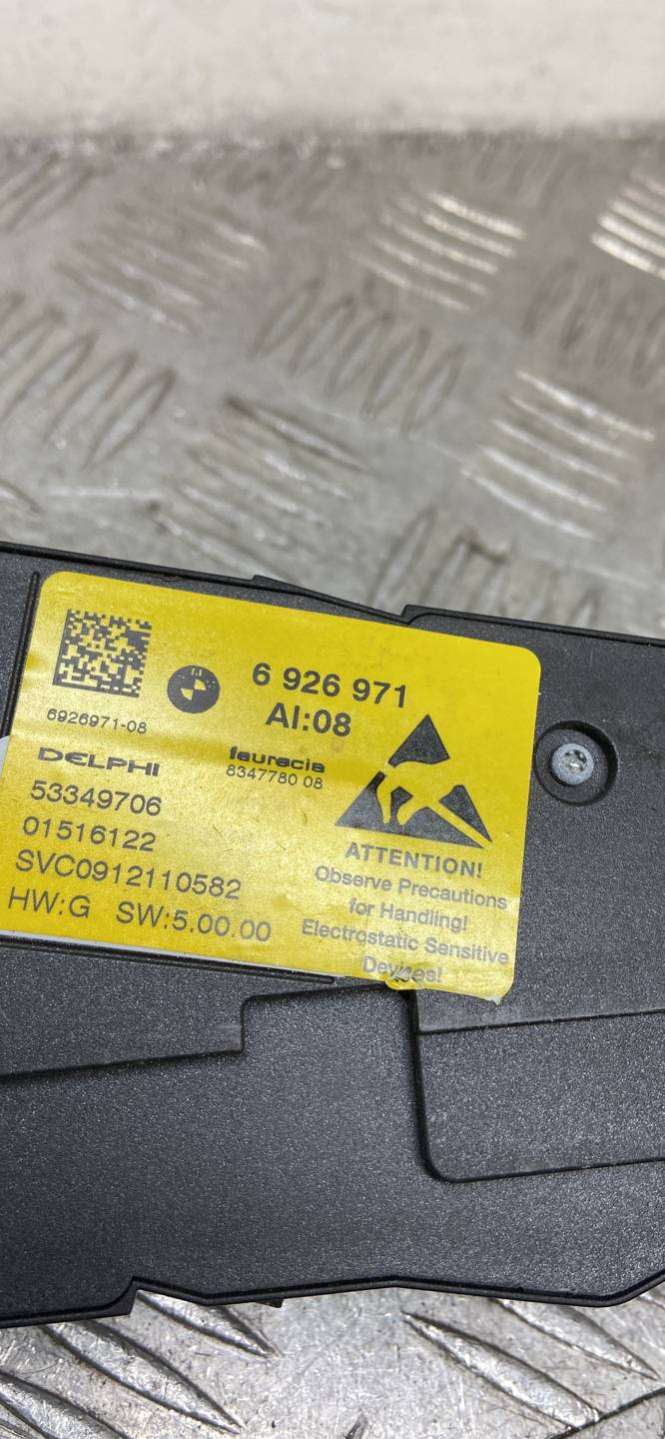 6 926 971
AI:08
6926971-08
DELPHI
faurecia
8347780 08
53349706
01516122
SVC0912110582
HW:G SW:5.00.00
ATTENTION!
Observe Precautions
for Handling!
Electrostatic Sensitive
Devices!